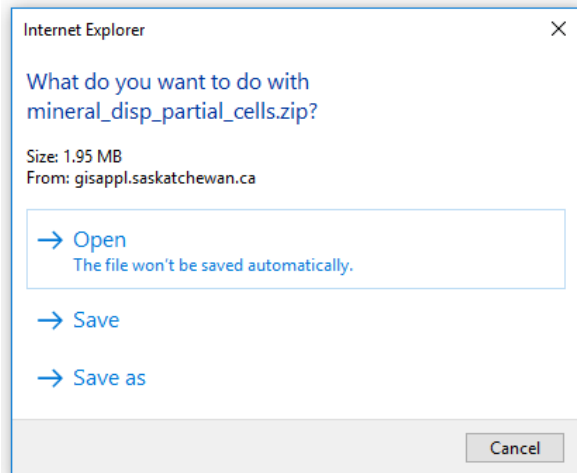 Internet Explorer
What do you want to do with
mineral_disp_partial_cells.zip?
Size: 1.95 MB
From: gisappl.saskatchewan.ca
Open
The file won't be saved automatically.
Save
Save as
Cancel